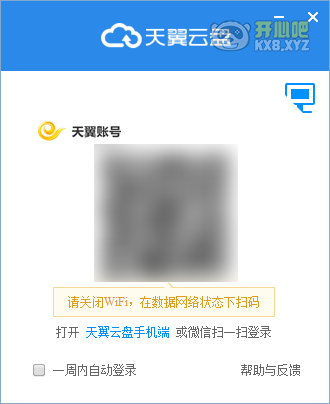 天翼云盘
开心吧
KX8.XYZ
天翼账号
请关闭WiFi，在数据网络状态下扫码
打开 天翼云盘手机端 或微信扫一扫登录
一周内自动登录
帮助与反馈